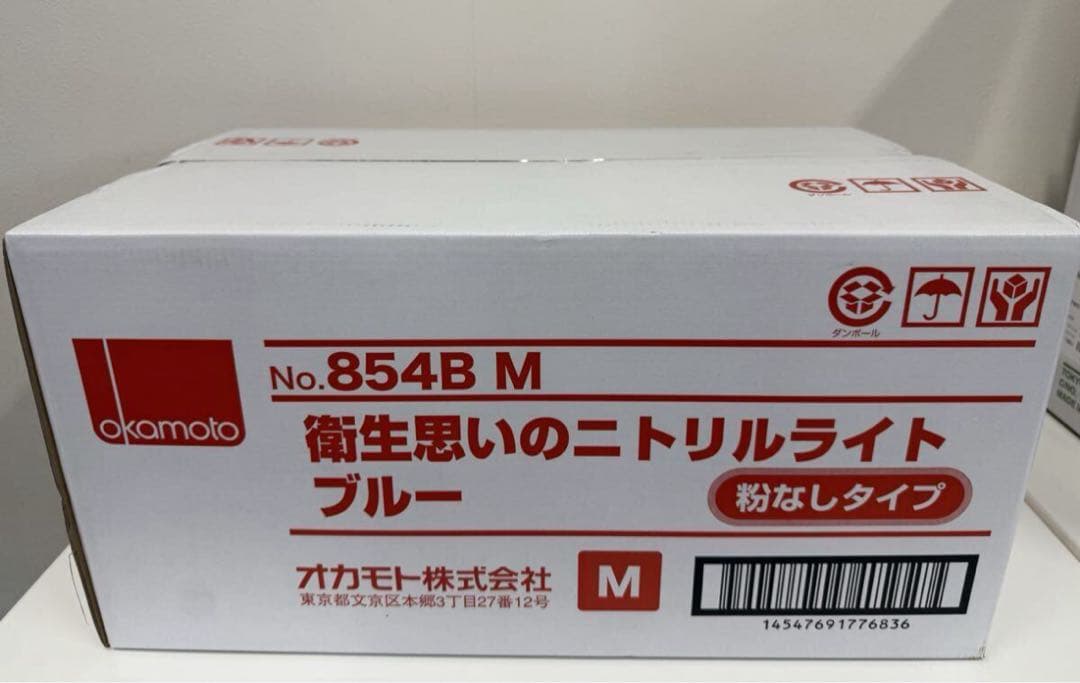 ダンボール
okamoto
No.854B M
衛生思いのニトリルライト
ブルー
粉なしタイプ
オカモト株式会社
東京都文京区本郷3丁目27番12号
M
14547691776836